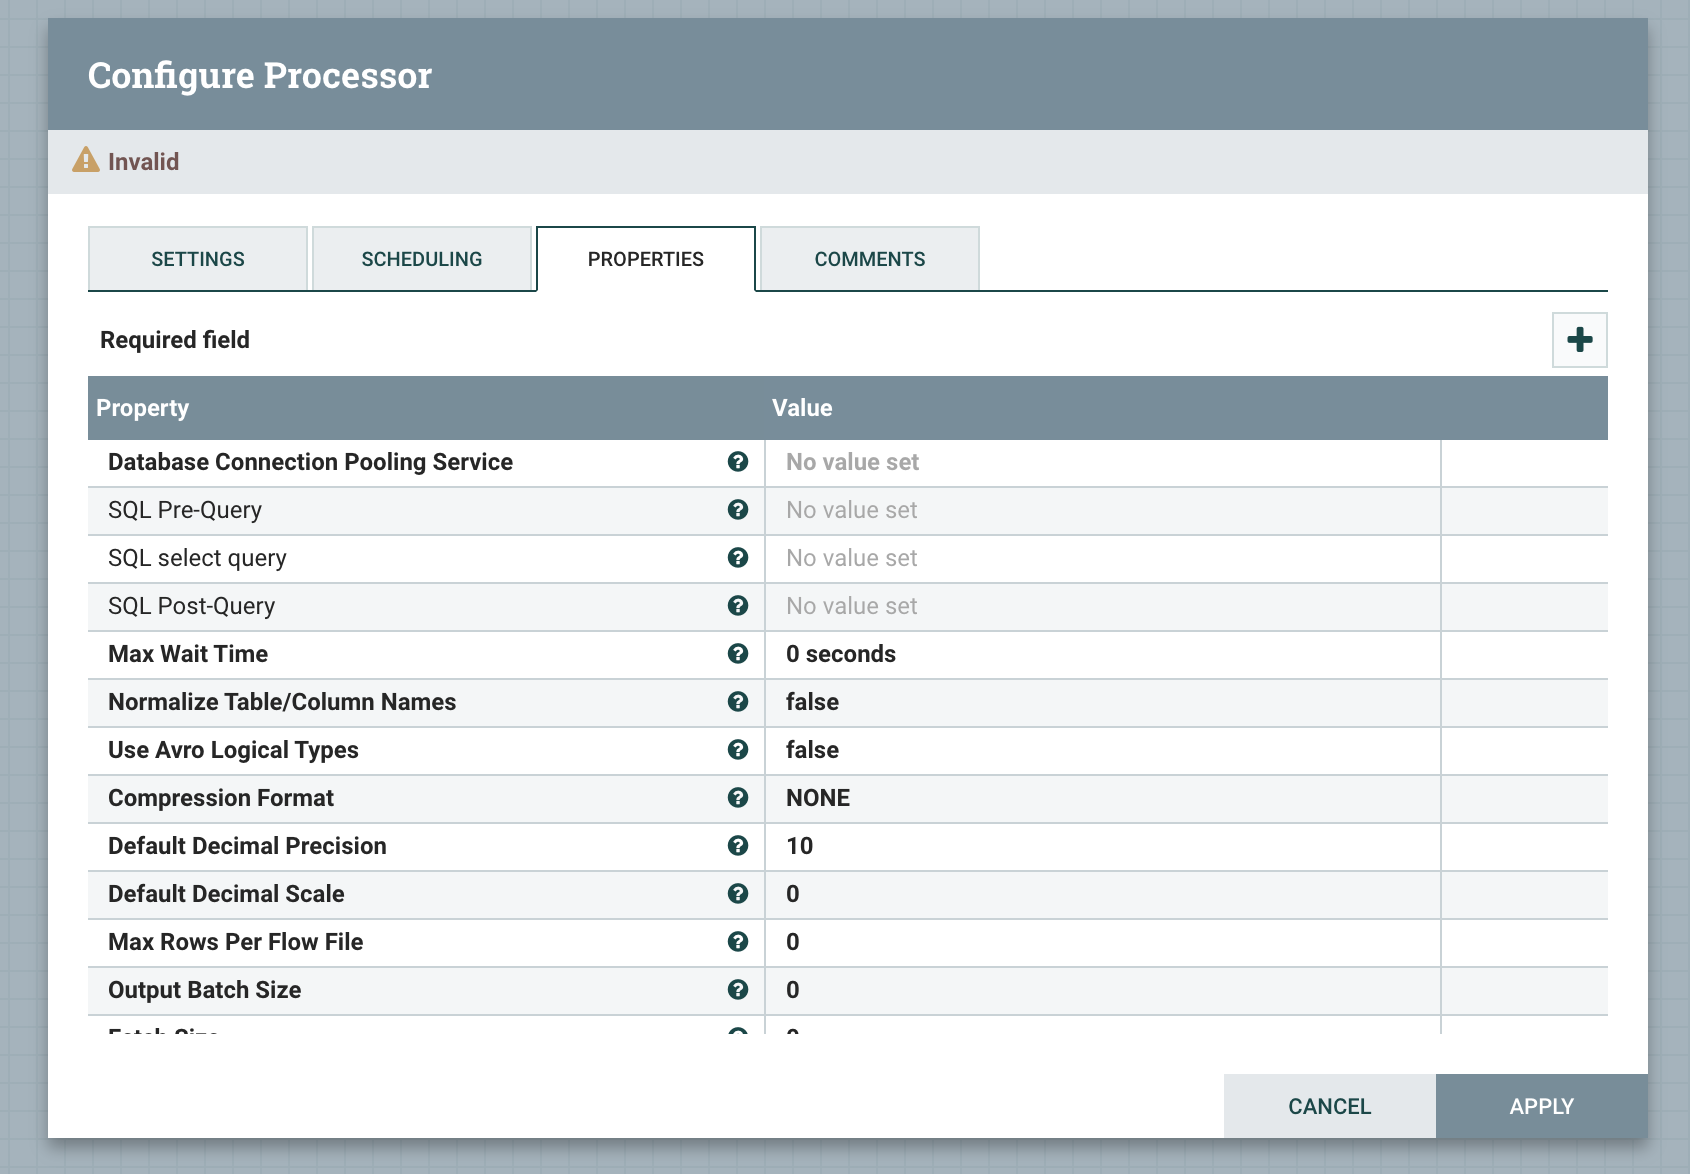 Configure Processor
Invalid
SETTINGS SCHEDULING PROPERTIES COMMENTS
Required field
Property Value
Database Connection Pooling Service No value set
SQL Pre-Query No value set
SQL select query No value set
SQL Post-Query No value set
Max Wait Time 0 seconds
Normalize Table/Column Names false
Use Avro Logical Types false
Compression Format NONE
Default Decimal Precision 10
Default Decimal Scale 0
Max Rows Per Flow File 0
Output Batch Size 0
Fetch Size 0
CANCEL APPLY